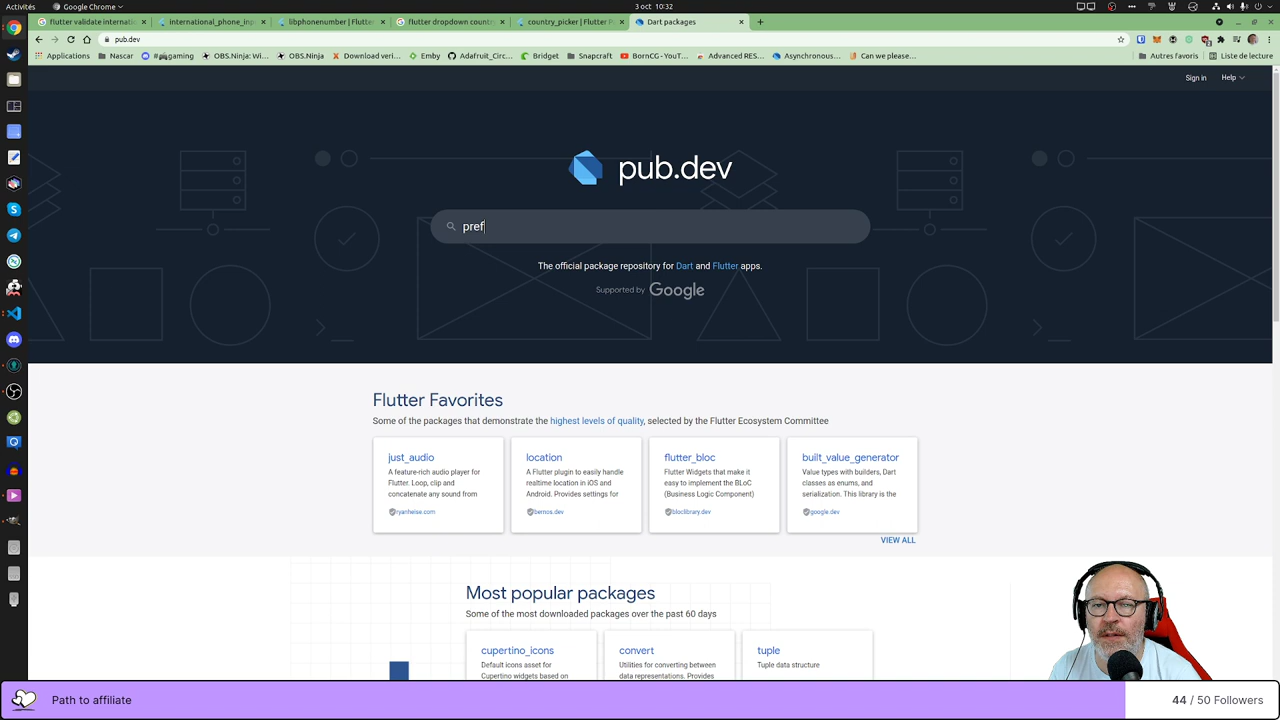 Activités
Google Chrome
3 oct 10:32
flutter validate internatio
international_phone_inp
libphonenumber | Flutter
flutter dropdown countr
country_picker | Flutter P
Dart packages
pub.dev
Applications
Nascar
OBS.Ninja: Wi...
OBS.Ninja
Download veri...
Emby
Adafruit_Circ...
Bridget
Snapcraft
BornCG - YouT...
Advanced RES...
Asynchronous...
Can we please...
Autres favoris
Liste de lecture
Sign in
Help
pub.dev
pref
The official package repository for Dart and Flutter apps.
Supported by Google
Flutter Favorites
Some of the packages that demonstrate the highest levels of quality, selected by the Flutter Ecosystem Committee
just_audio
A feature-rich audio player for
Flutter. Loop, clip and
concatenate any sound from
ryanheise.com
location
A Flutter plugin to easily handle
realtime location in iOS and
Android. Provides settings for
bernos.dev
flutter_bloc
Flutter Widgets that make it
easy to implement the BLoC
(Business Logic Component)
bloclibrary.dev
built_value_generator
Value types with builders, Dart
classes as enums, and
serialization. This library is the
google.dev
VIEW ALL
Most popular packages
Some of the most downloaded packages over the past 60 days
cupertino_icons
Default icons asset for
Cupertino widgets based on
convert
Utilities for converting between
data representations. Provides
tuple
Tuple data structure
Path to affiliate
44 / 50 Followers